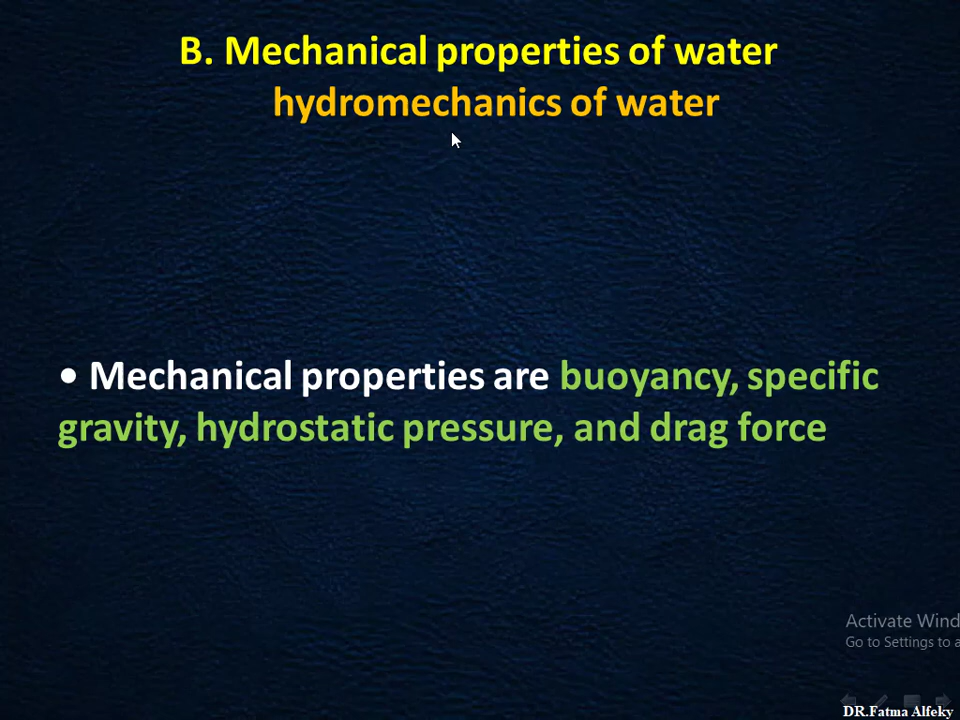 B. Mechanical properties of water
hydromechanics of water
• Mechanical properties are buoyancy, specific
gravity, hydrostatic pressure, and drag force
Activate Wind
Go to Settings to a
DR.Fatma Alfeky